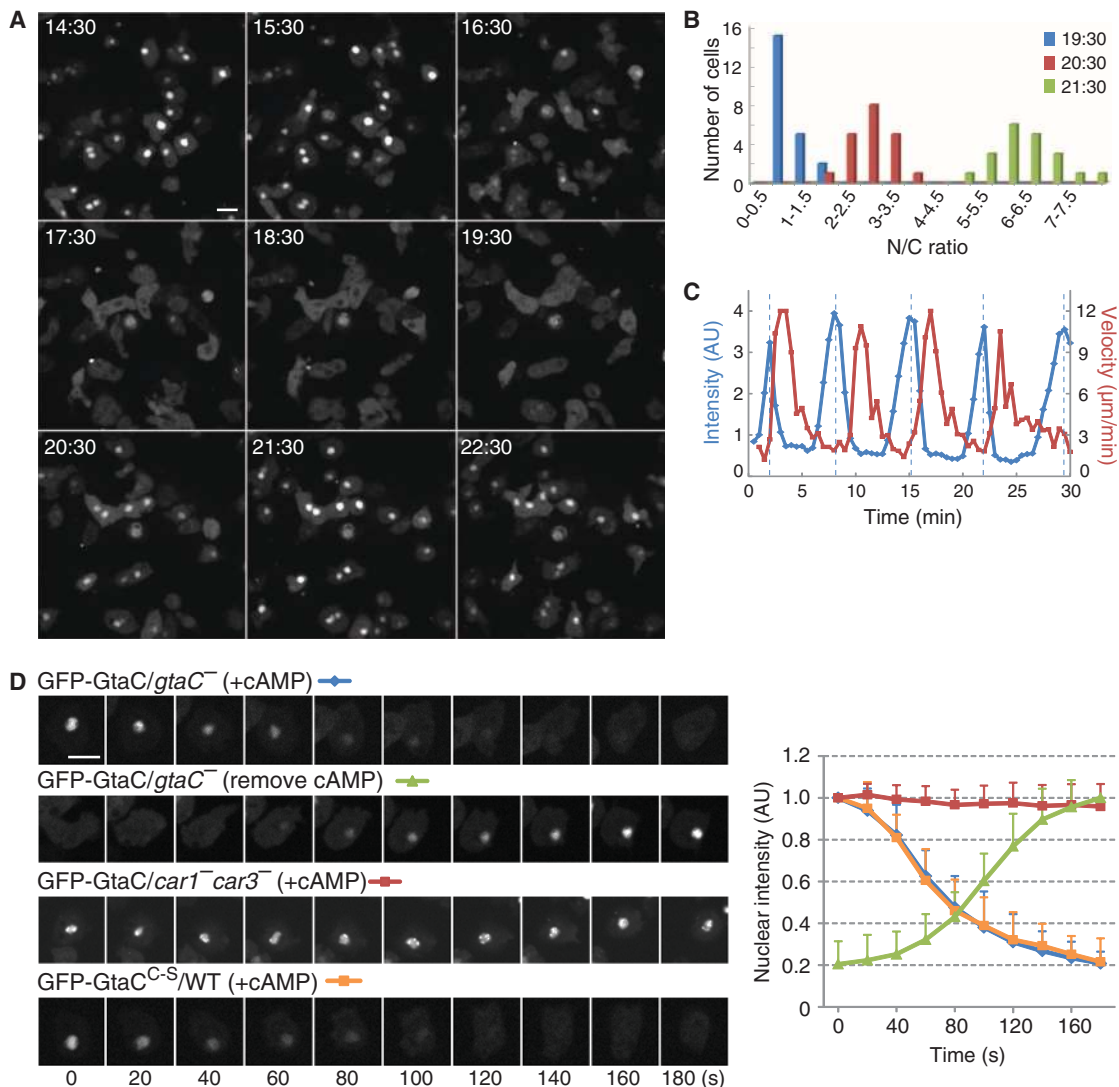 A
14:30
15:30
16:30
17:30
18:30
19:30
20:30
21:30
22:30
B
Number of cells
16
12
8
4
0
19:30
20:30
21:30
0-0.5
1-1.5
2-2.5
3-3.5
4-4.5
5-5.5
6-6.5
7-7.5
N/C ratio
C
Intensity (AU)
4
3
2
1
0
Velocity (µm/min)
12
9
6
3
0
0
5
10
15
20
25
30
Time (min)
D
GFP-GtaC/gtaC⁻ (+cAMP)
GFP-GtaC/gtaC⁻ (remove cAMP)
GFP-GtaC/car1⁻car3⁻ (+cAMP)
GFP-GtaC^C-S/WT (+cAMP)
0 20 40 60 80 100 120 140 160 180 (s)
Nuclear intensity (AU)
1.2
1.0
0.8
0.6
0.4
0.2
0
0 40 80 120 160
Time (s)